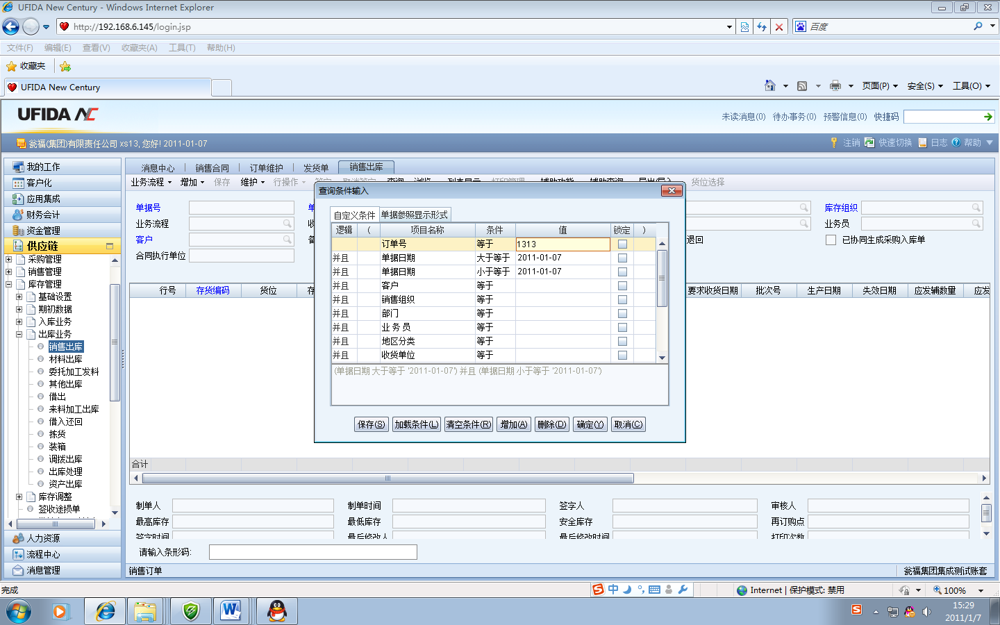 UFIDA New Century - Windows Internet Explorer
http://192.168.6.145/login.jsp
百度
文件(F) 编辑(E) 查看(V) 收藏夹(A) 工具(T) 帮助(H)
收藏夹
UFIDA New Century
页面(P) 安全(S) 工具(O)
UFIDA NC
未读消息(0) 待办事务(0) 预警信息(0) 快捷码
瓮福(集团)有限责任公司 xs13, 您好! 2011-01-07
注销 快速切换 日志 帮助
我的工作
客户化
应用集成
财务会计
资金管理
供应链
采购管理
销售管理
库存管理
基础设置
期初数据
入库业务
出库业务
销售出库
材料出库
委托加工发料
其他出库
借出
来料加工出库
借入还回
拣货
装箱
调拨出库
出库处理
资产出库
库存调整
签收途损单
人力资源
流程中心
消息管理
消息中心 销售合同 订单维护 发货单 销售出库
业务流程 增加 保存 维护 行操作 货位选择
单据号
库存组织
业务流程
业务员
客户
退回
已协同生成采购入库单
合同执行单位
行号 存货编码 货位 存
要求收货日期 批次号 生产日期 失效日期 应发辅数量 应发
查询条件输入
自定义条件 单据参照显示形式
逻辑 ( 项目名称 条件 值 锁定 )
订单号 等于 1313
并且 单据日期 大于等于 2011-01-07
并且 单据日期 小于等于 2011-01-07
并且 客户 等于
并且 销售组织 等于
并且 部门 等于
并且 业 务 员 等于
并且 地区分类 等于
并且 收货单位 等于
(单据日期 大于等于 '2011-01-07') 并且 (单据日期 小于等于 '2011-01-07')
保存(S) 加载条件(L) 清空条件(R) 增加(A) 删除(D) 确定(Y) 取消(C)
合计
制单人 制单时间 签字人 审核人
最高库存 最低库存 安全库存 再订购点
签字时间 最后修改人 最后修改时间 打印次数
请输入条形码:
销售订单
瓮福集团集成测试账套
完成
中
Internet | 保护模式: 禁用
100%
15:29
2011/1/7